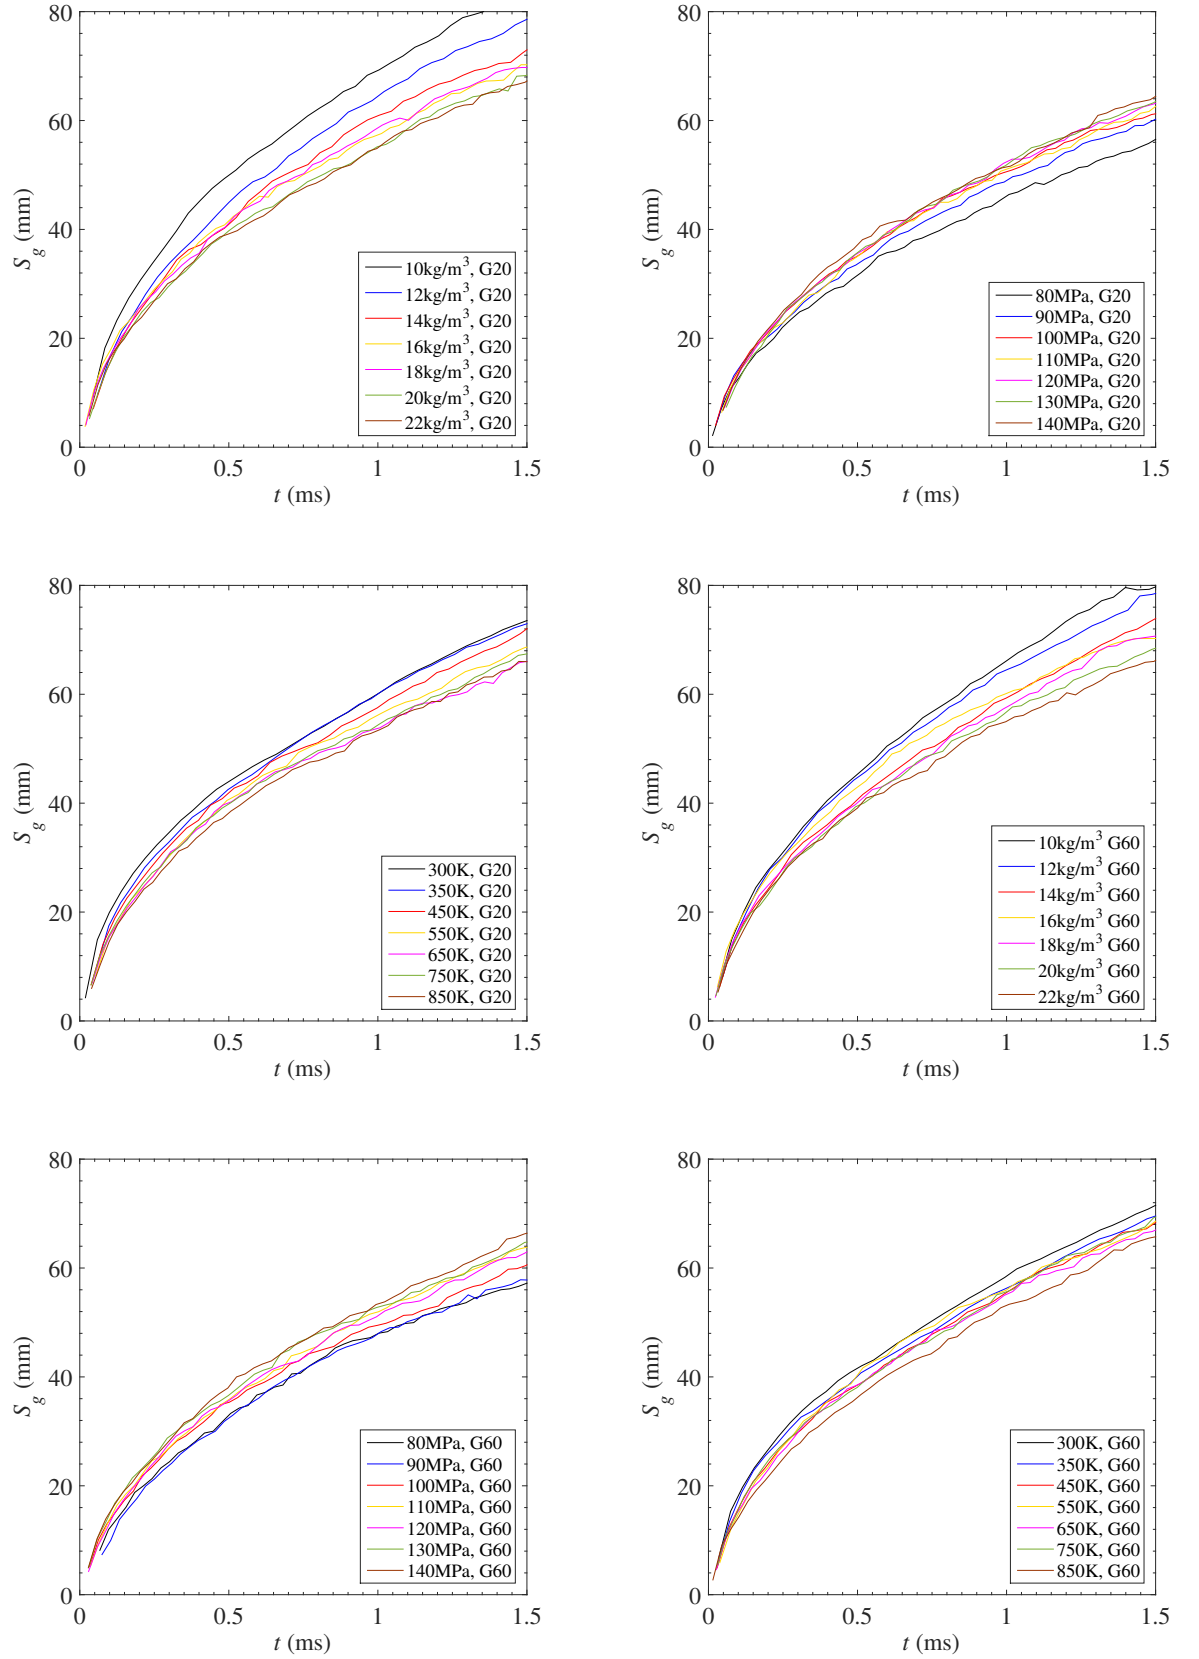 80
60
40
20
0
S_g (mm)
0 0.5 1 1.5
t (ms)
10kg/m³, G20
12kg/m³, G20
14kg/m³, G20
16kg/m³, G20
18kg/m³, G20
20kg/m³, G20
22kg/m³, G20
80
60
40
20
0
S_g (mm)
0 0.5 1 1.5
t (ms)
80MPa, G20
90MPa, G20
100MPa, G20
110MPa, G20
120MPa, G20
130MPa, G20
140MPa, G20
80
60
40
20
0
S_g (mm)
0 0.5 1 1.5
t (ms)
300K, G20
350K, G20
450K, G20
550K, G20
650K, G20
750K, G20
850K, G20
80
60
40
20
0
S_g (mm)
0 0.5 1 1.5
t (ms)
10kg/m³ G60
12kg/m³ G60
14kg/m³ G60
16kg/m³ G60
18kg/m³ G60
20kg/m³ G60
22kg/m³ G60
80
60
40
20
0
S_g (mm)
0 0.5 1 1.5
t (ms)
80MPa, G60
90MPa, G60
100MPa, G60
110MPa, G60
120MPa, G60
130MPa, G60
140MPa, G60
80
60
40
20
0
S_g (mm)
0 0.5 1 1.5
t (ms)
300K, G60
350K, G60
450K, G60
550K, G60
650K, G60
750K, G60
850K, G60